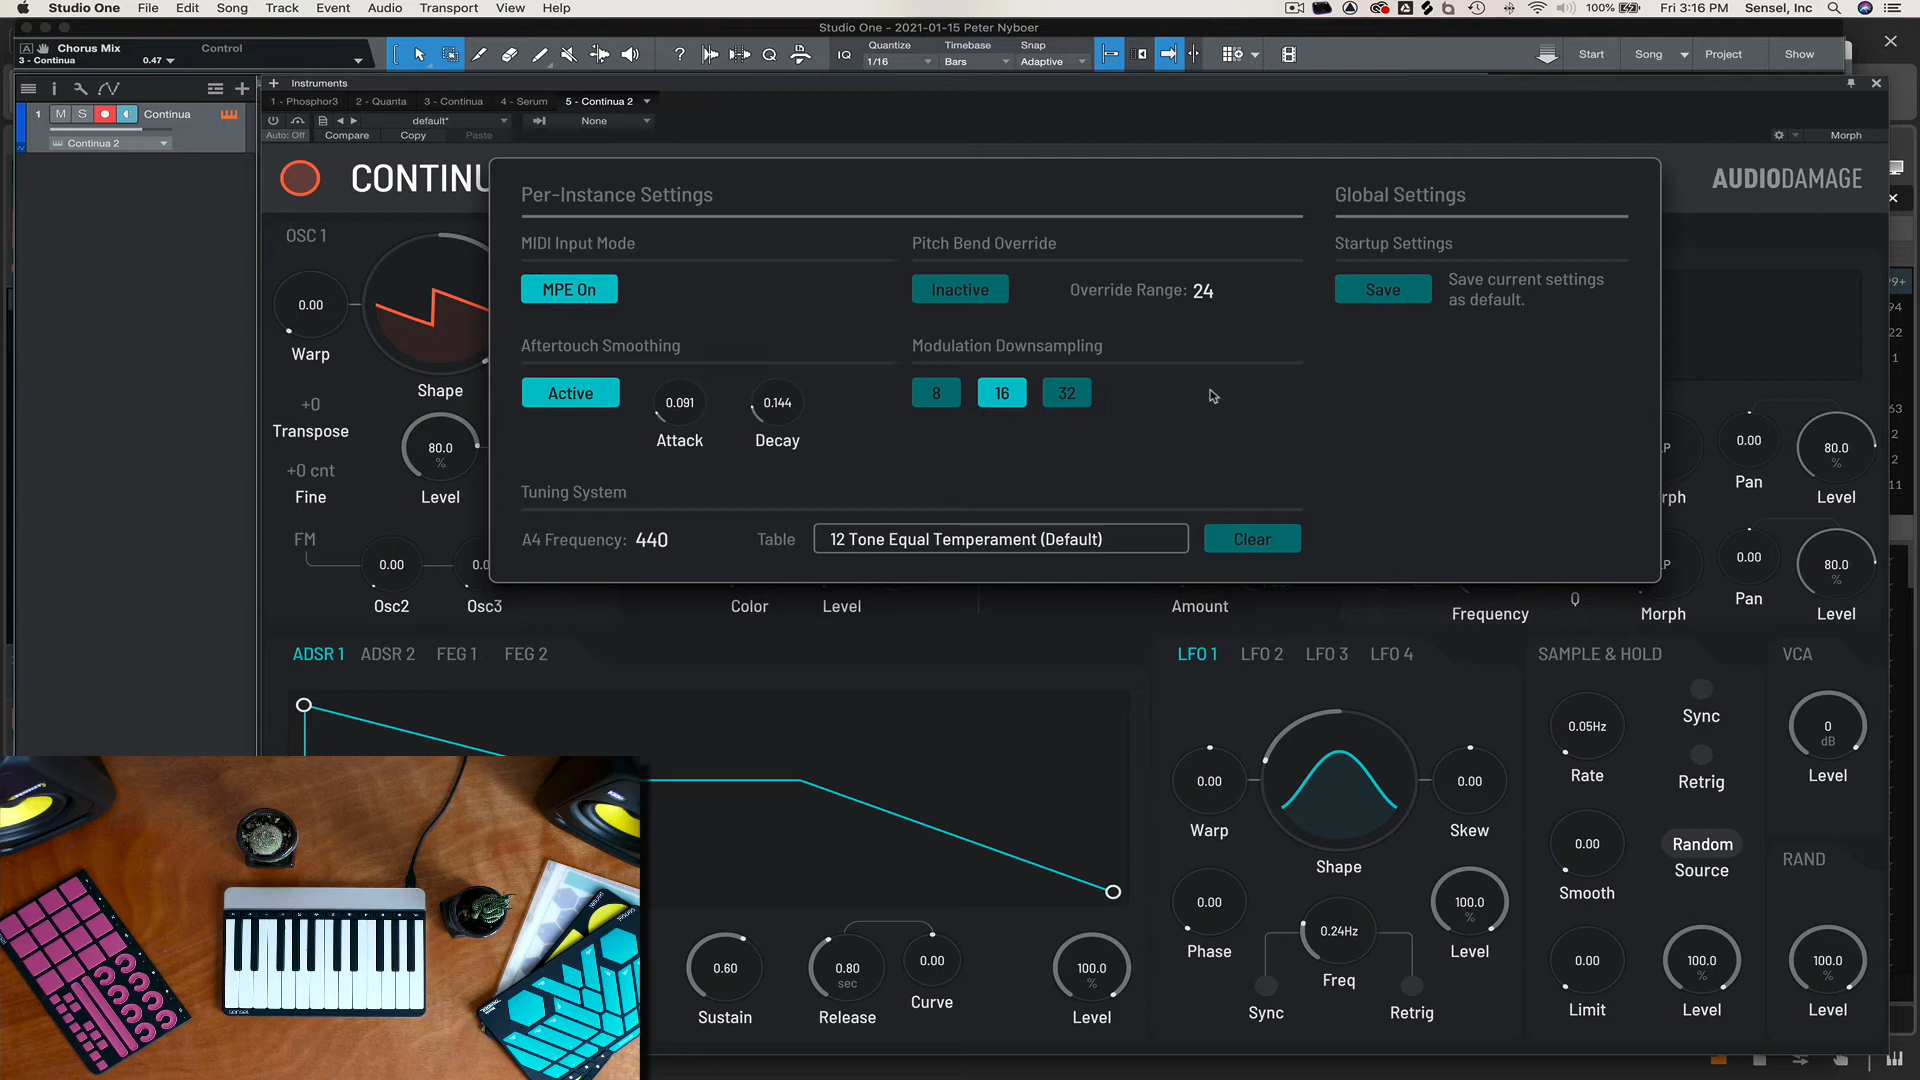 Studio One File Edit Song Track Event Audio Transport View Help
100% Fri 3:16 PM Sensel, Inc
Studio One - 2021-01-15 Peter Nyboer
Chorus Mix Control
3 - Continua 0.47
IQ Quantize Timebase Snap
1/16 Bars Adaptive
Start Song Project Show
Instruments
1 - Phosphor3 2 - Quanta 3 - Continua 4 - Serum 5 - Continua 2
1 M S Continua
Continua 2
default* None
Auto: Off Compare Copy Paste Morph
CONTINU
AUDIODAMAGE
Per-Instance Settings
Global Settings
MIDI Input Mode
MPE On
Pitch Bend Override
Inactive Override Range: 24
Startup Settings
Save Save current settings
as default.
Aftertouch Smoothing
Active 0.091 0.144
Attack Decay
Modulation Downsampling
8 16 32
Tuning System
A4 Frequency: 440 Table 12 Tone Equal Temperament (Default) Clear
OSC 1
0.00
Warp
Shape
+0
Transpose
80.0
%
Level
+0 cnt
Fine
FM
0.00 0.0
Osc2 Osc3
Color Level
Amount
Frequency
Q
Morph
0.00
Pan
80.0
%
Level
0.00
Pan
80.0
%
Level
rph
ADSR 1 ADSR 2 FEG 1 FEG 2
0.60
Sustain
0.80
sec
Release
0.00
Curve
100.0
%
Level
LFO 1 LFO 2 LFO 3 LFO 4
0.00
Warp
Shape
0.00
Skew
0.00
Phase
0.24Hz
Freq
100.0
%
Level
Sync
Retrig
SAMPLE & HOLD
0.05Hz
Rate
Sync
Retrig
0.00
Smooth
Random
Source
0.00
Limit
100.0
%
Level
VCA
0
dB
Level
RAND
100.0
%
Level
sensel